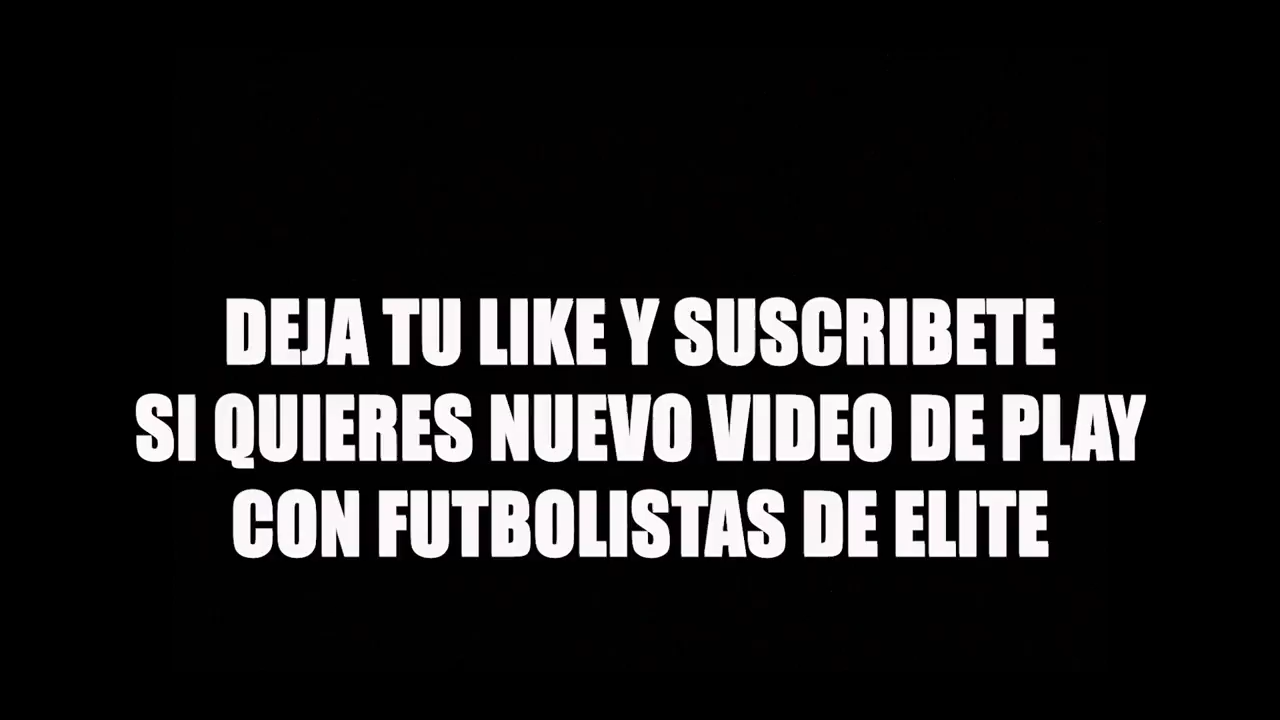 DEJA TU LIKE Y SUSCRIBETE
SI QUIERES NUEVO VIDEO DE PLAY
CON FUTBOLISTAS DE ELITE